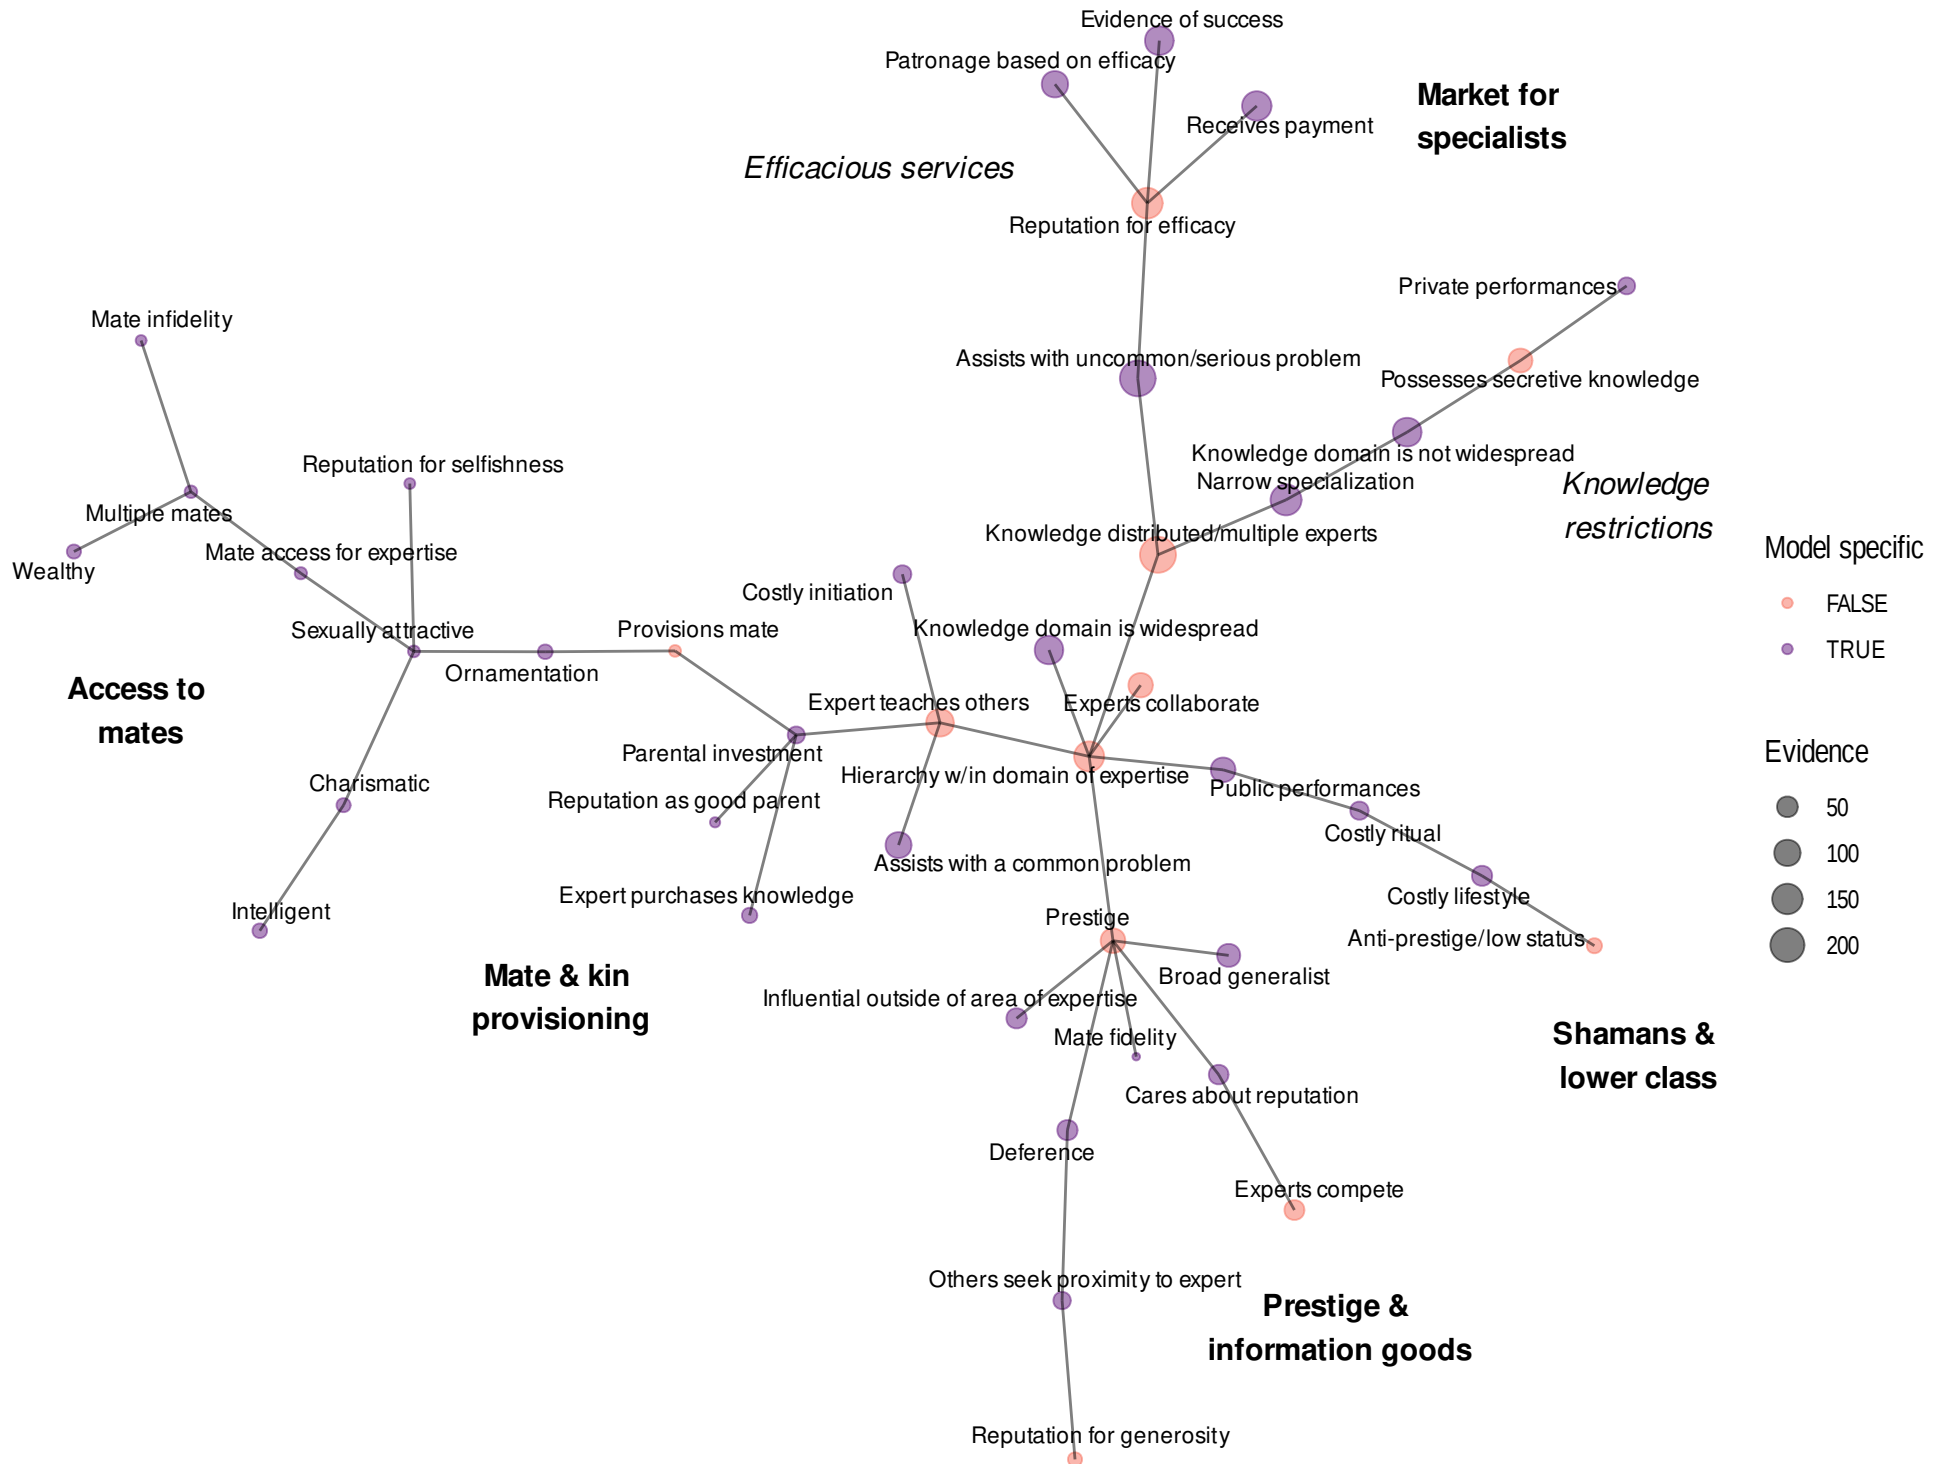 Evidence of success
Patronage based on efficacy
Market for
specialists
Receives payment
Efficacious services
Reputation for efficacy
Private performances
Mate infidelity
Assists with uncommon/serious problem
Possesses secretive knowledge
Knowledge domain is not widespread
Reputation for selfishness
Narrow specialization
Knowledge
restrictions
Multiple mates
Knowledge distributed/multiple experts
Mate access for expertise
Wealthy
Model specific
FALSE
TRUE
Costly initiation
Sexually attractive
Provisions mate
Knowledge domain is widespread
Ornamentation
Access to
mates
Expert teaches others
Experts collaborate
Parental investment
Hierarchy w/in domain of expertise
Public performances
Charismatic
Reputation as good parent
Costly ritual
Evidence
50
100
150
200
Assists with a common problem
Expert purchases knowledge
Costly lifestyle
Intelligent
Prestige
Anti-prestige/low status
Mate & kin
provisioning
Broad generalist
Influential outside of area of expertise
Mate fidelity
Shamans &
lower class
Cares about reputation
Deference
Experts compete
Others seek proximity to expert
Prestige &
information goods
Reputation for generosity